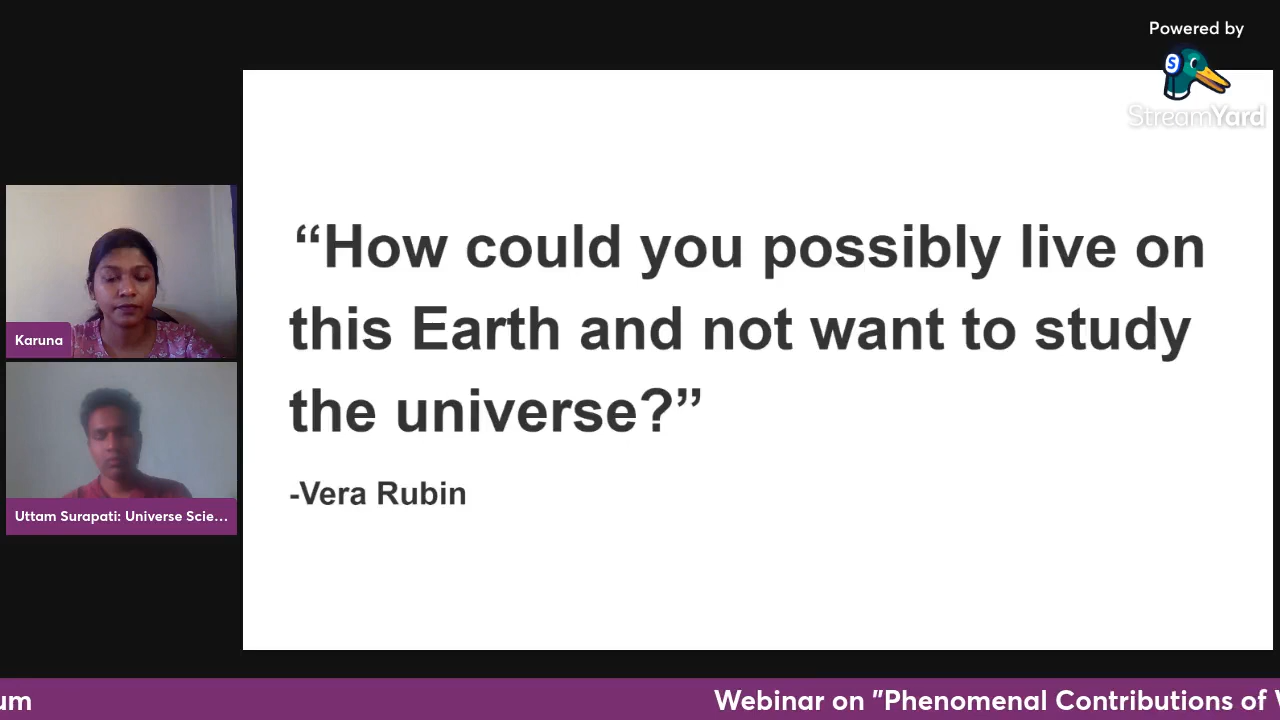 Powered by
S
StreamYard
“How could you possibly live on
this Earth and not want to study
the universe?”
-Vera Rubin
Karuna
Uttam Surapati: Universe Scie...
um
Webinar on "Phenomenal Contributions of